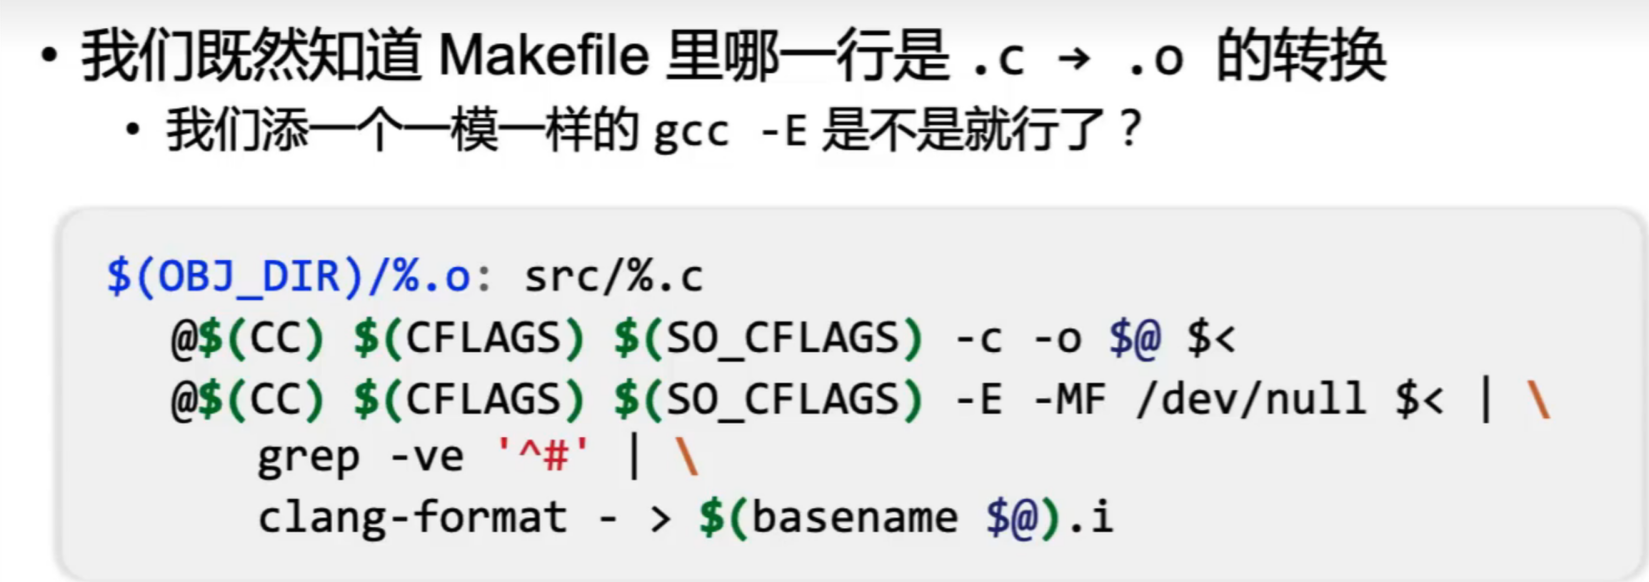 • 我们既然知道 Makefile 里哪一行是 .c → .o 的转换
• 我们添一个一模一样的 gcc -E 是不是就行了？
$(OBJ_DIR)/%.o: src/%.c
@$(CC) $(CFLAGS) $(SO_CFLAGS) -c -o $@ $<
@$(CC) $(CFLAGS) $(SO_CFLAGS) -E -MF /dev/null $< | \
grep -ve '^#' | \
clang-format - > $(basename $@).i